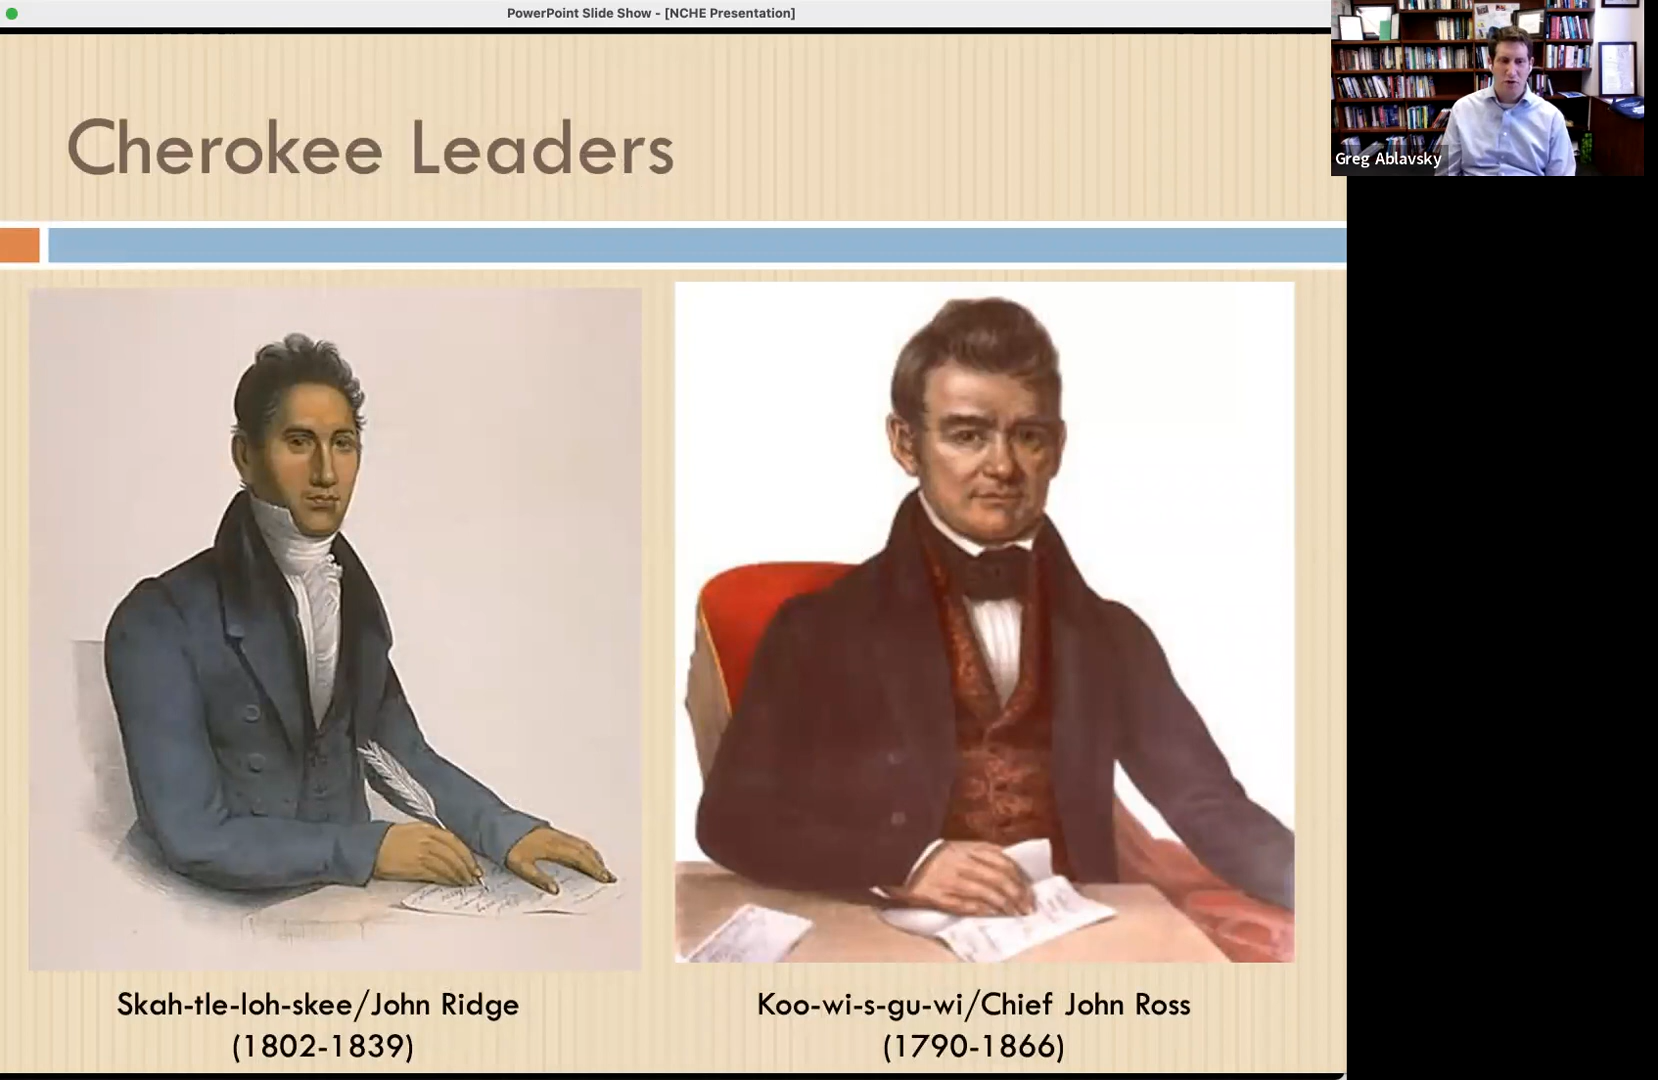 PowerPoint Slide Show - [NCHE Presentation]
Greg Ablavsky
Cherokee Leaders
Skah-tle-loh-skee/John Ridge
(1802-1839)
Koo-wi-s-gu-wi/Chief John Ross
(1790-1866)